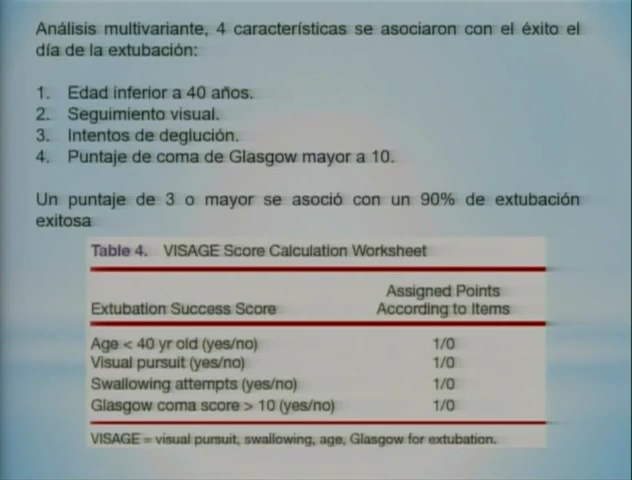 Análisis multivariante, 4 características se asociaron con el éxito el
día de la extubación:
1. Edad inferior a 40 años.
2. Seguimiento visual.
3. Intentos de deglución.
4. Puntaje de coma de Glasgow mayor a 10.
Un puntaje de 3 o mayor se asoció con un 90% de extubación
exitosa
Table 4. VISAGE Score Calculation Worksheet
Extubation Success Score Assigned Points According to Items
Age < 40 yr old (yes/no) 1/0
Visual pursuit (yes/no) 1/0
Swallowing attempts (yes/no) 1/0
Glasgow coma score > 10 (yes/no) 1/0
VISAGE = visual pursuit, swallowing, age, Glasgow for extubation.